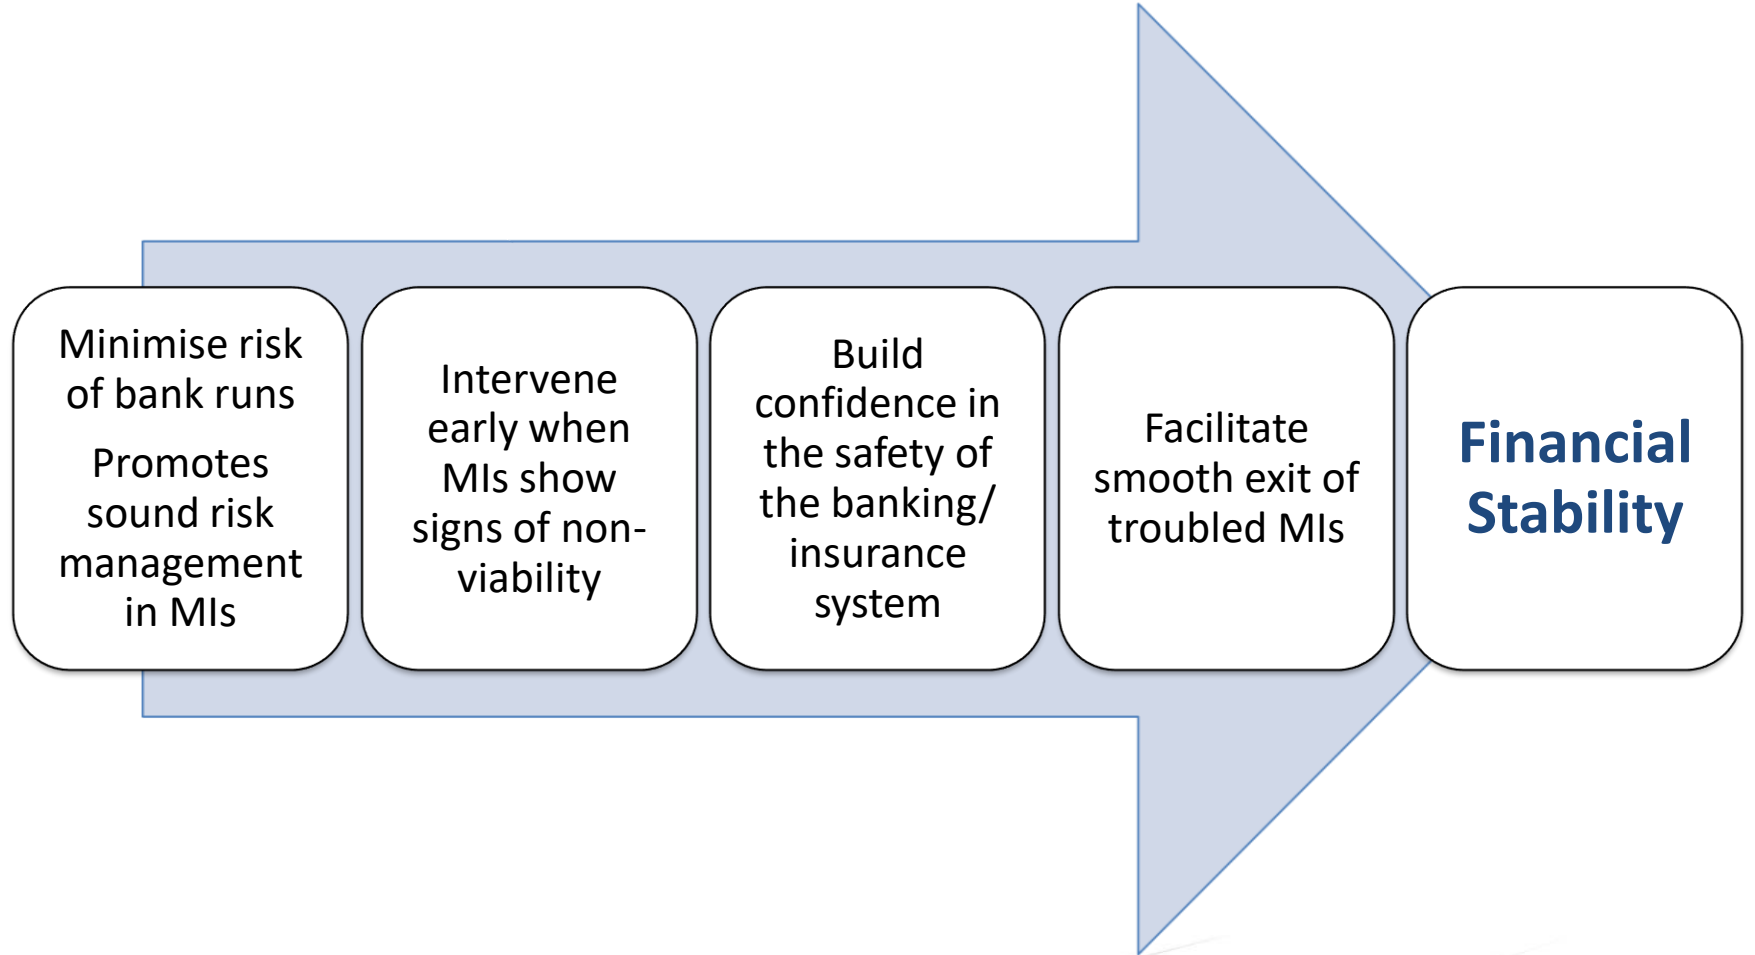 Minimise risk
of bank runs
Promotes
sound risk
management
in MIs
Intervene
early when
MIs show
signs of non-
viability
Build
confidence in
the safety of
the banking/
insurance
system
Facilitate
smooth exit of
troubled MIs
Financial
Stability